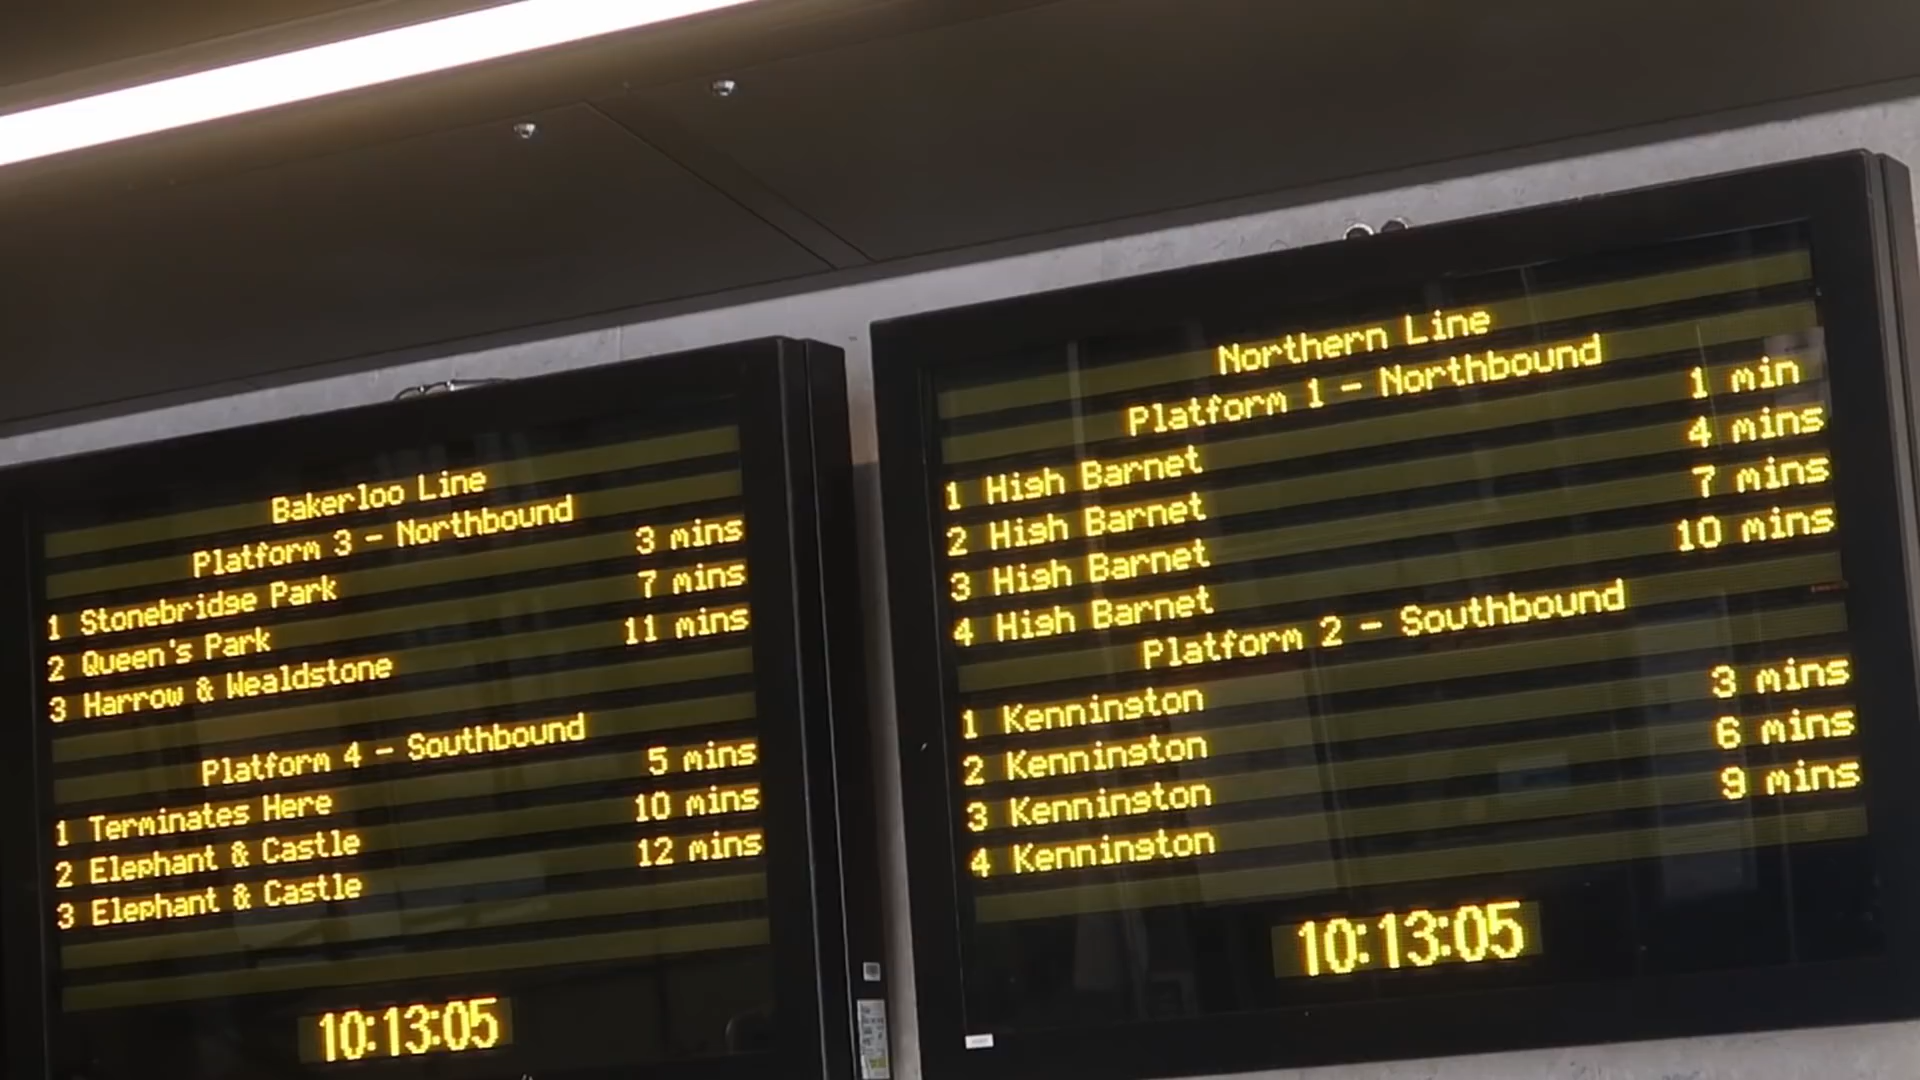 Bakerloo Line
Platform 3 - Northbound
1 Stonebridge Park 3 mins
2 Queen's Park 7 mins
3 Harrow & Wealdstone 11 mins
Platform 4 - Southbound
1 Terminates Here 5 mins
2 Elephant & Castle 10 mins
3 Elephant & Castle 12 mins
10:13:05
Northern Line
Platform 1 - Northbound
1 High Barnet 1 min
2 High Barnet 4 mins
3 High Barnet 7 mins
4 High Barnet 10 mins
Platform 2 - Southbound
1 Kennington
2 Kennington 3 mins
3 Kennington 6 mins
4 Kennington 9 mins
10:13:05